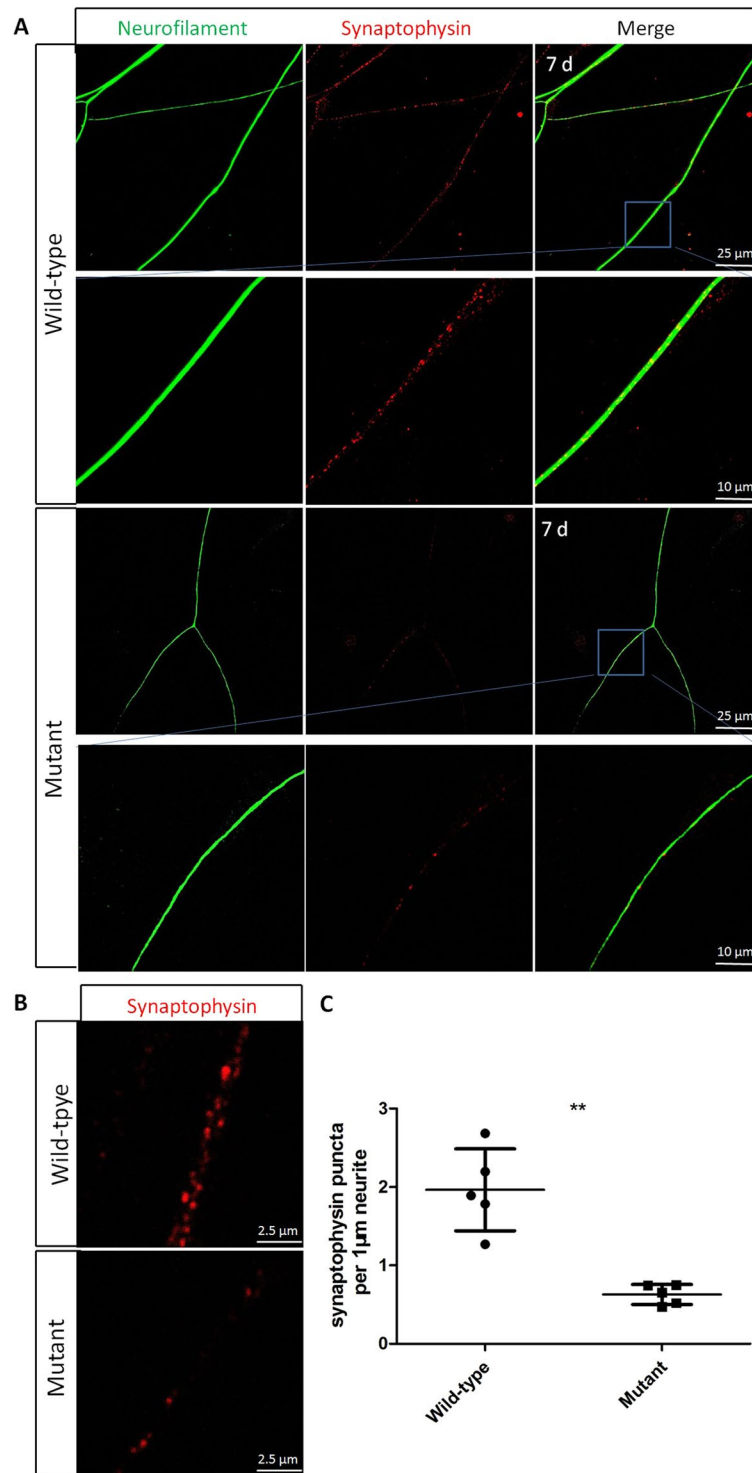 A
Neurofilament Synaptophysin Merge
Wild-type
7 d
25 µm
10 µm
Mutant
7 d
25 µm
10 µm
B
Synaptophysin
Wild-tpye
2.5 µm
Mutant
2.5 µm
C
synaptophysin puncta
per 1µm neurite
3
2
1
0
**
Wild-type
Mutant